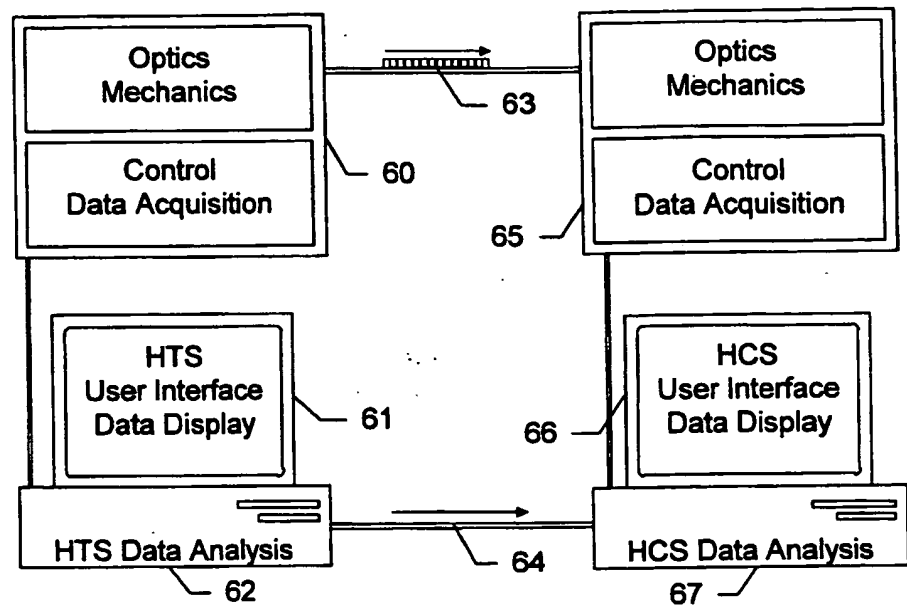 Optics
Mechanics
Control
Data Acquisition
60
63
Optics
Mechanics
Control
Data Acquisition
65
HTS
User Interface
Data Display
61
HTS Data Analysis
62
64
HCS
User Interface
Data Display
66
HCS Data Analysis
67